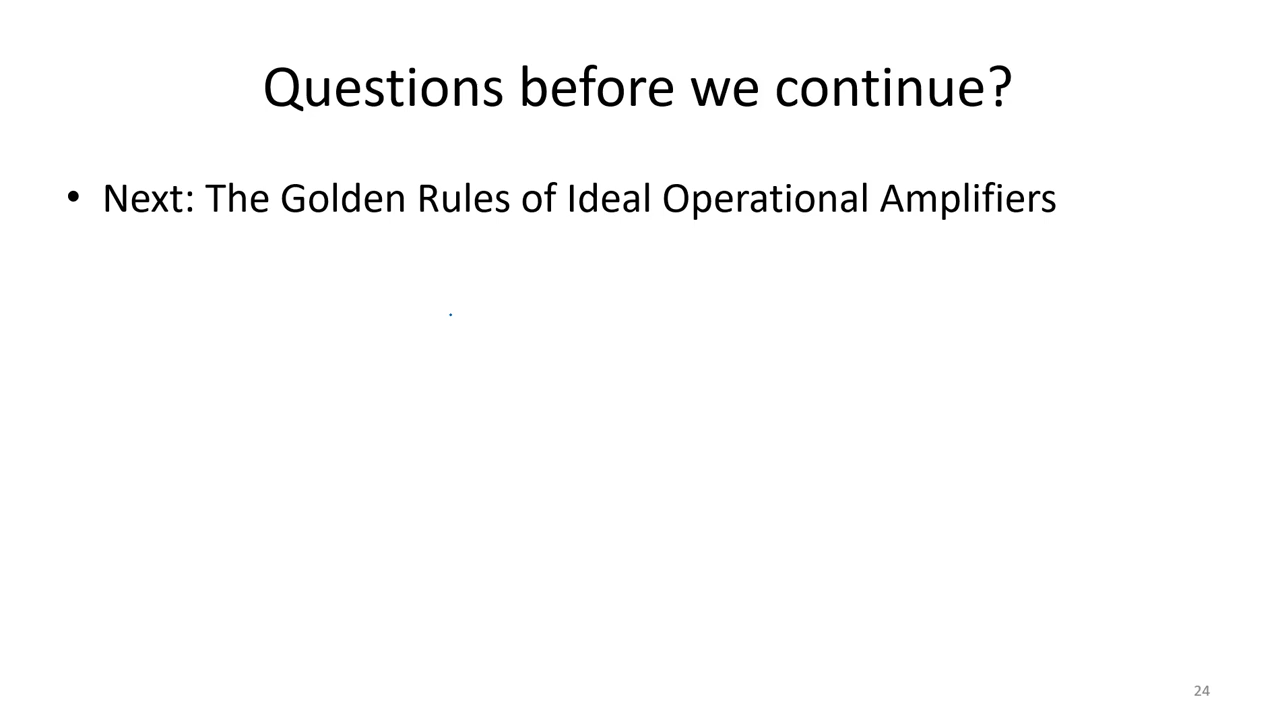 Questions before we continue?
• Next: The Golden Rules of Ideal Operational Amplifiers
24